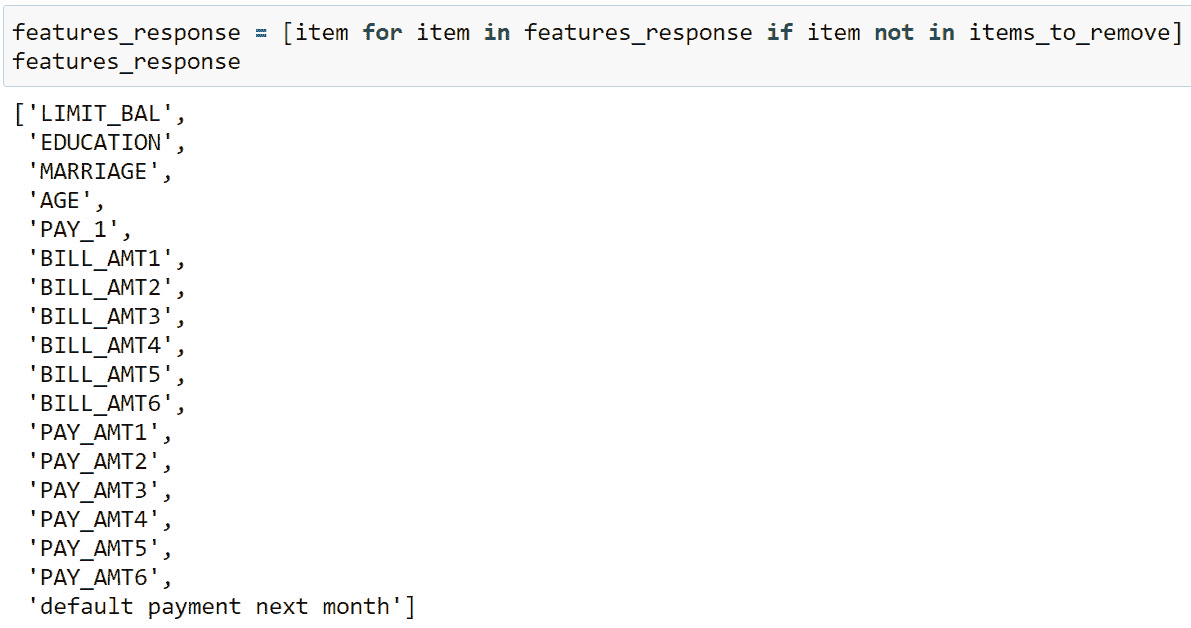 features_response = [item for item in features_response if item not in items_to_remove]
features_response
['LIMIT_BAL',
'EDUCATION',
'MARRIAGE',
'AGE',
'PAY_1',
'BILL_AMT1',
'BILL_AMT2',
'BILL_AMT3',
'BILL_AMT4',
'BILL_AMT5',
'BILL_AMT6',
'PAY_AMT1',
'PAY_AMT2',
'PAY_AMT3',
'PAY_AMT4',
'PAY_AMT5',
'PAY_AMT6',
'default payment next month']